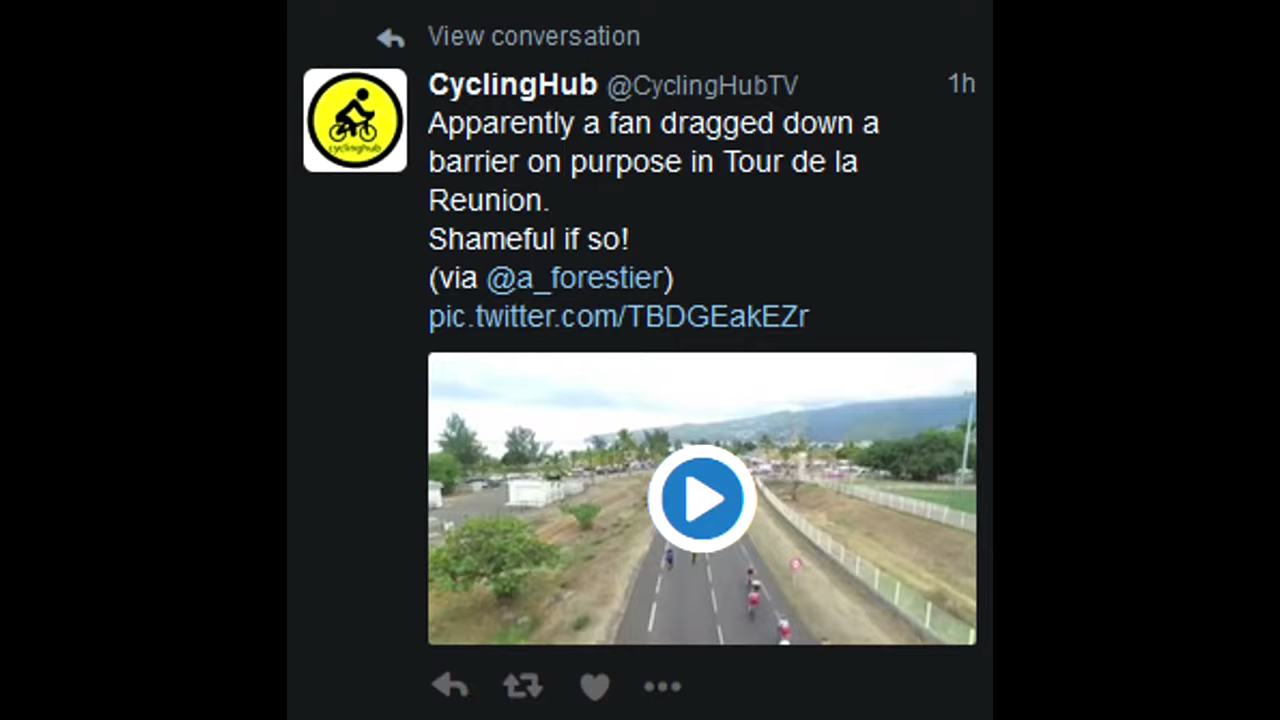 View conversation
CyclingHub @CyclingHubTV 1h
Apparently a fan dragged down a
barrier on purpose in Tour de la
Reunion.
Shameful if so!
(via @a_forestier)
pic.twitter.com/TBDGEakEZr
cyclinghub